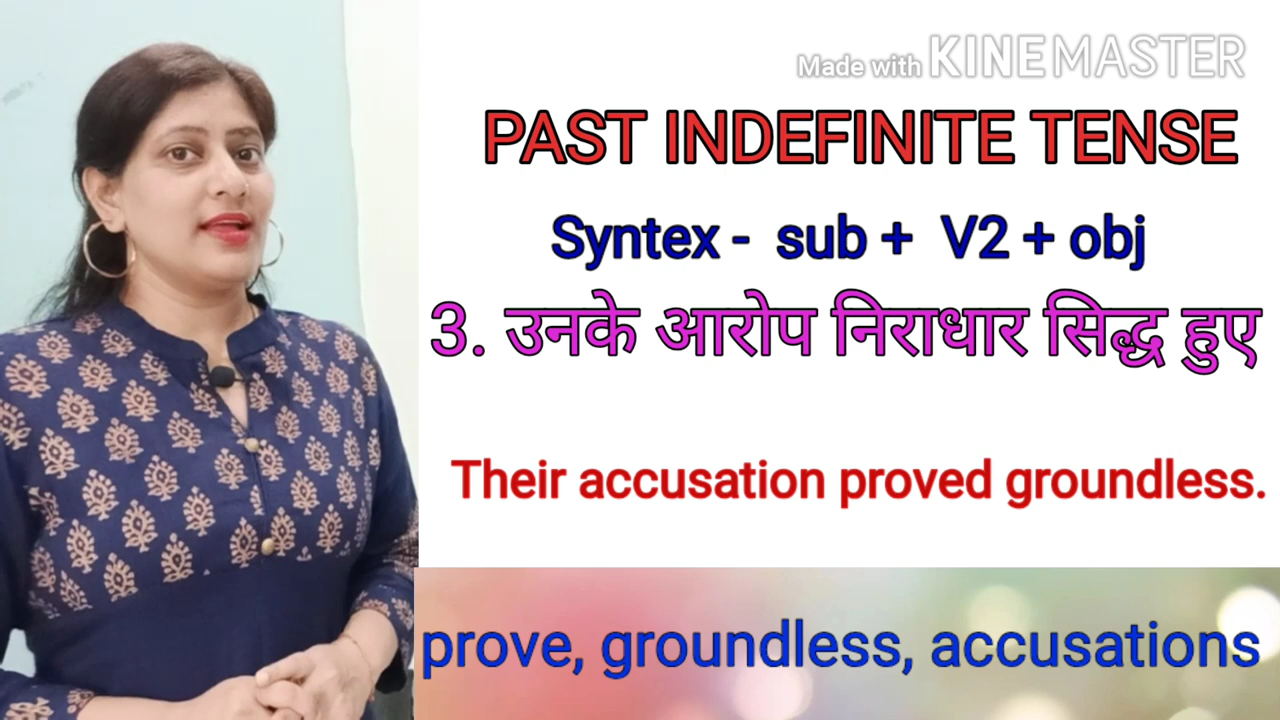 Made with KINEMASTER
PAST INDEFINITE TENSE
Syntex - sub + V2 + obj
3. उनके आरोप निराधार सिद्ध हुए
Their accusation proved groundless.
prove, groundless, accusations